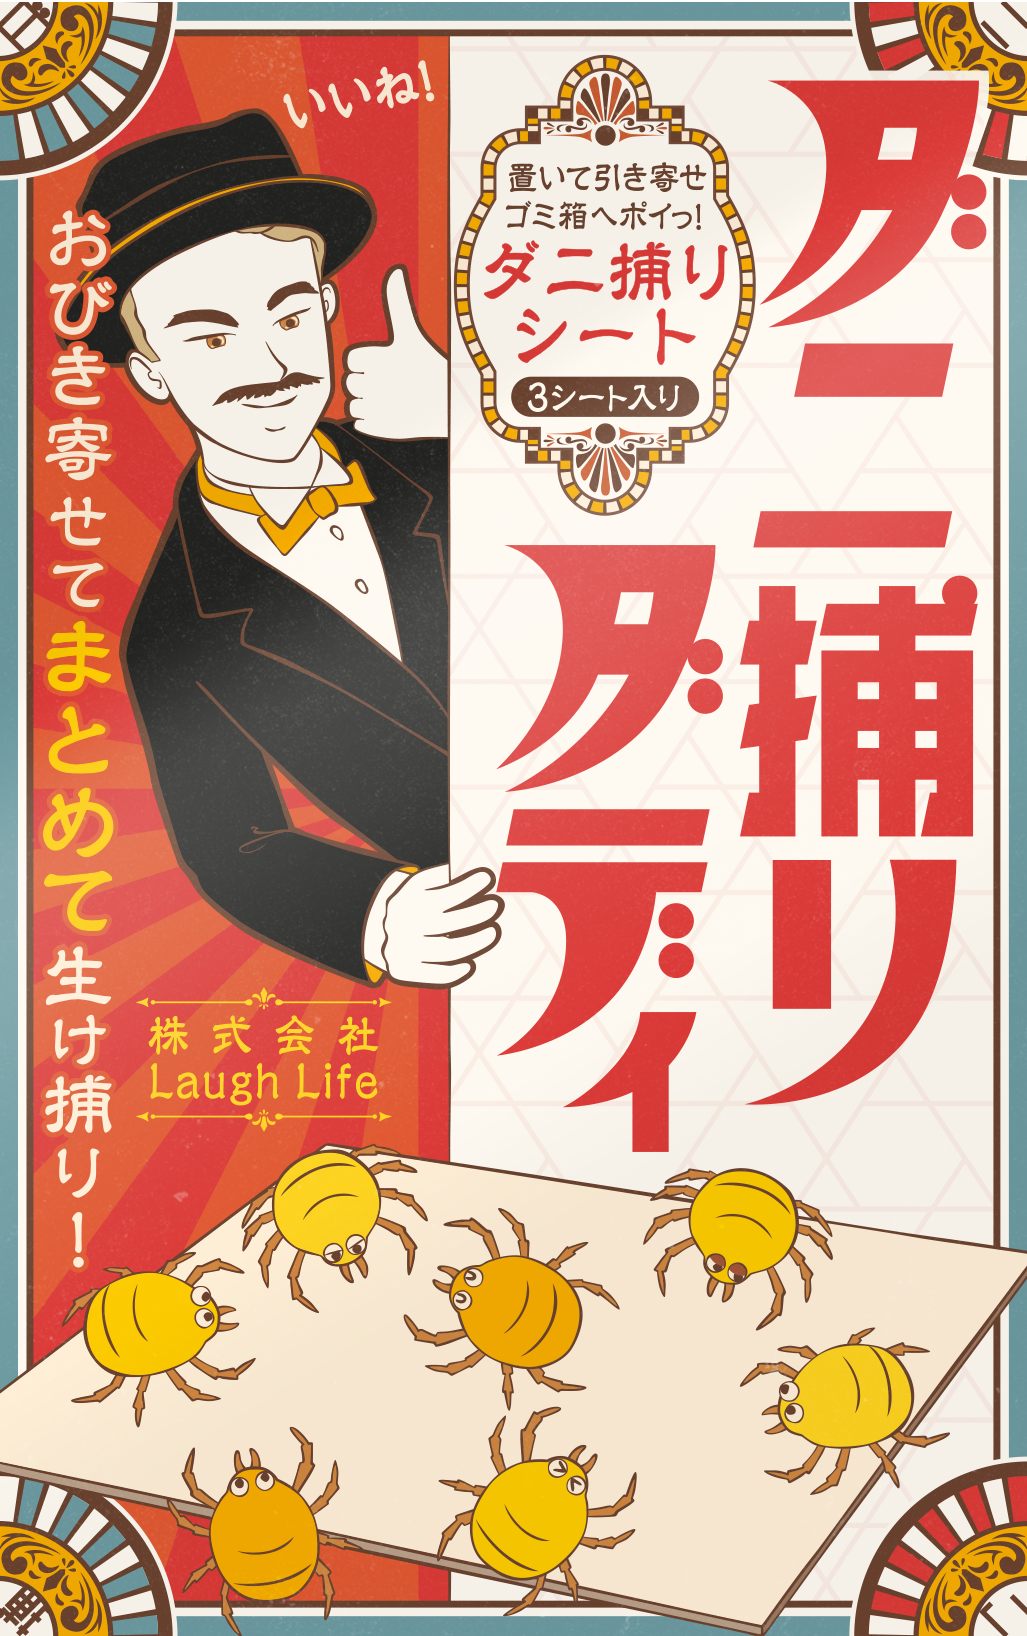 ダニ捕り
ダディ
置いて引き寄せ
ゴミ箱へポイっ!
ダニ捕り
シート
3シート入り
いいね!
おびき寄せてまとめて生け捕り!
株式会社
Laugh Life